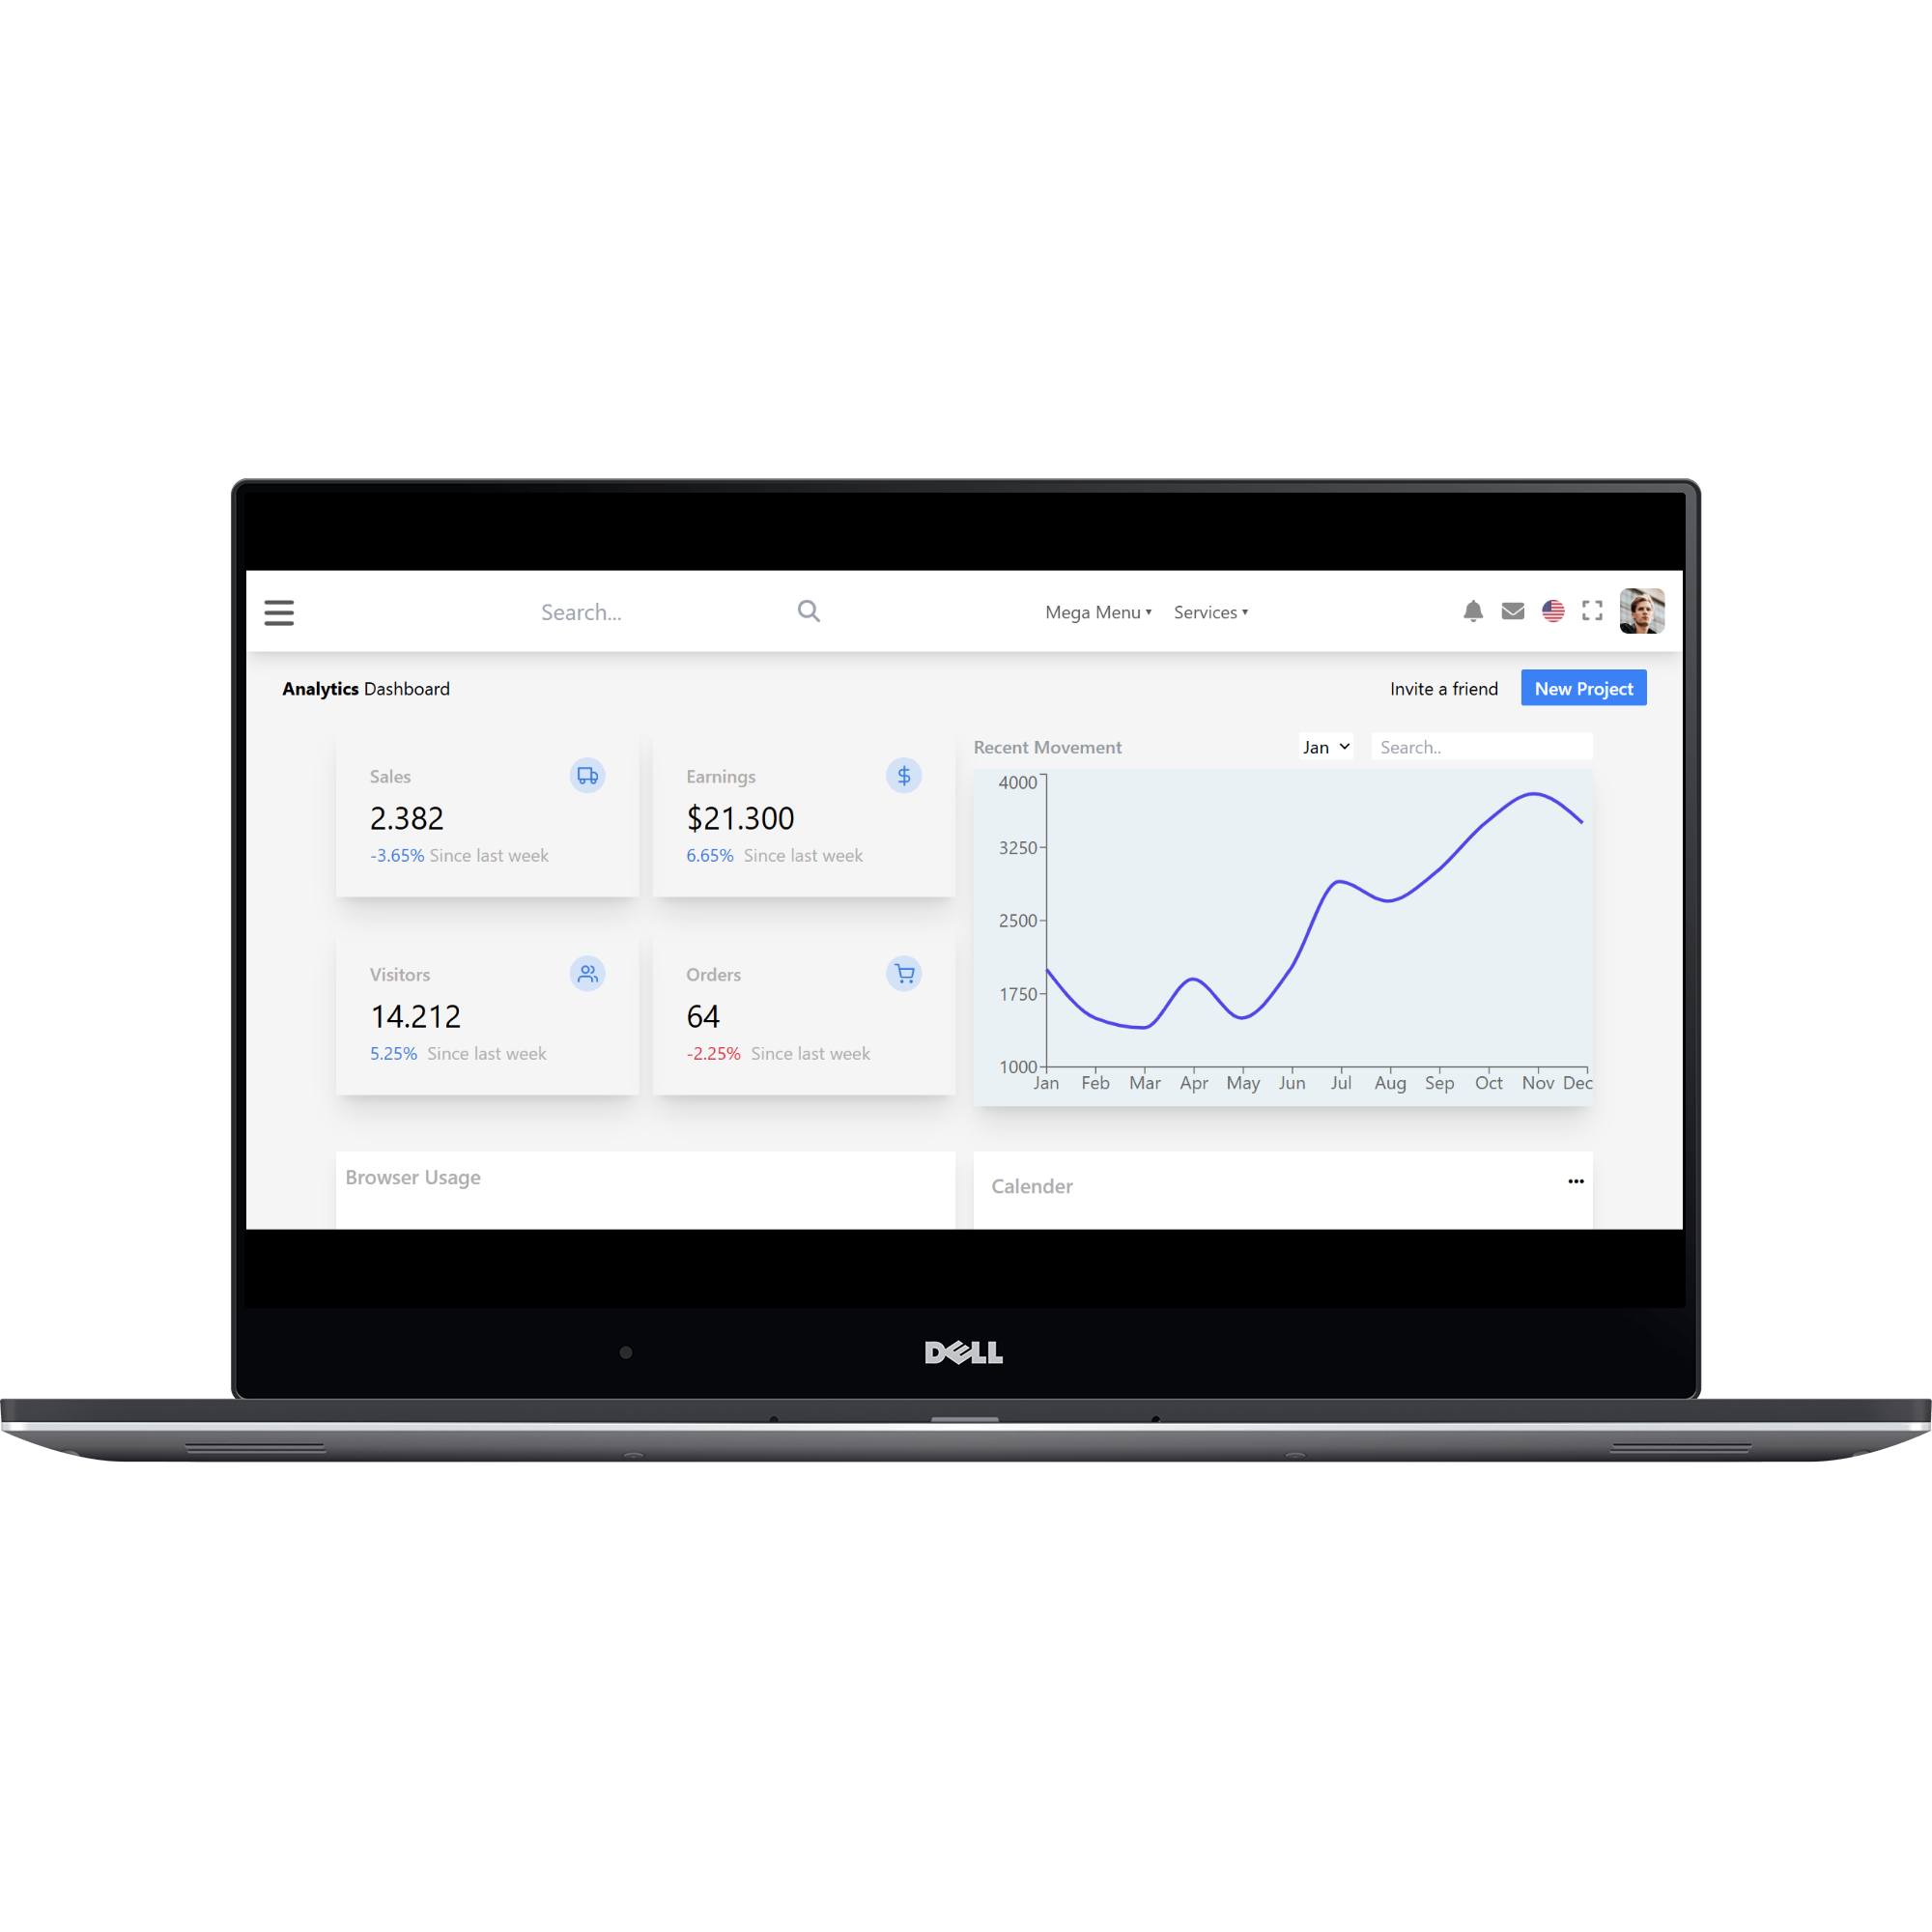 Search...
Mega Menu ▾ Services ▾
Analytics Dashboard
Invite a friend
New Project
Sales
2.382
-3.65% Since last week
Earnings
$21.300
6.65% Since last week
Visitors
14.212
5.25% Since last week
Orders
64
-2.25% Since last week
Recent Movement
Jan
Search..
4000
3250
2500
1750
1000
Jan Feb Mar Apr May Jun Jul Aug Sep Oct Nov Dec
Browser Usage
Calender
DELL